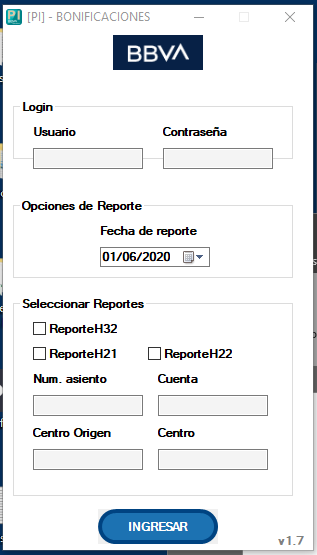 [PI] - BONIFICACIONES
BBVA
Login
Usuario Contraseña
Opciones de Reporte
Fecha de reporte
01/06/2020
Seleccionar Reportes
ReporteH32
ReporteH21 ReporteH22
Num. asiento Cuenta
Centro Origen Centro
INGRESAR
v1.7